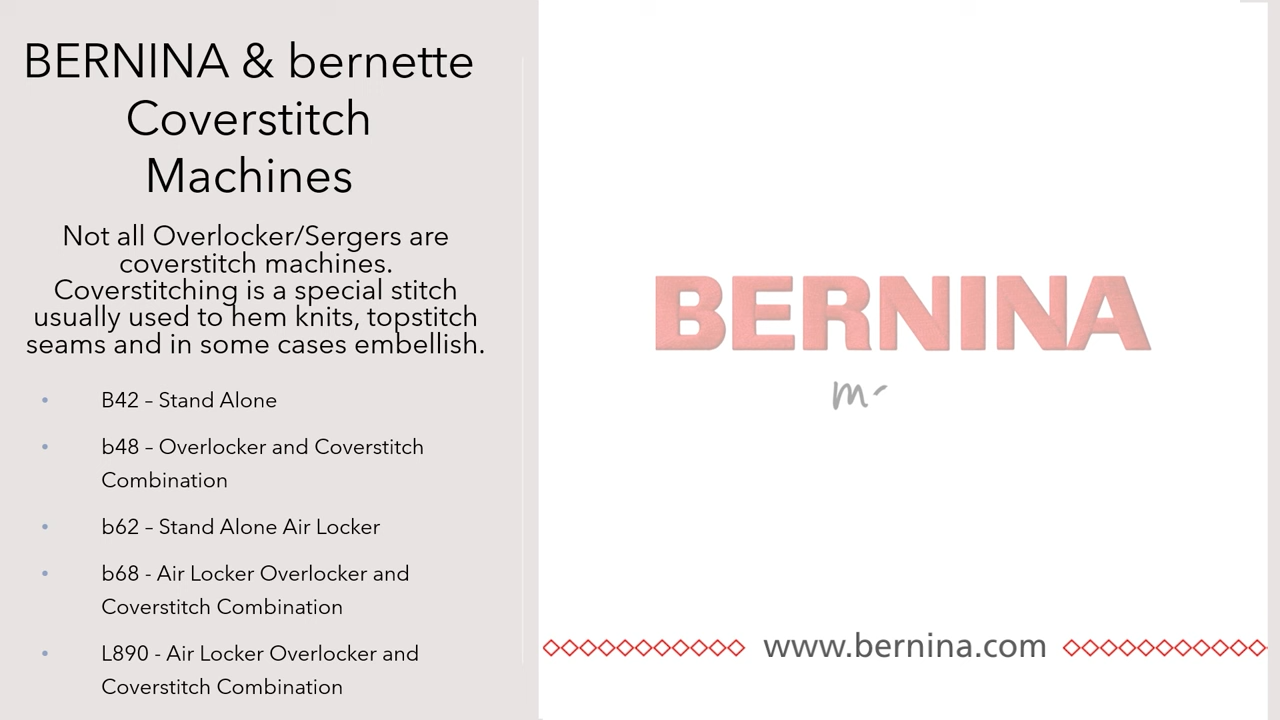 BERNINA & bernette
Coverstitch
Machines
Not all Overlocker/Sergers are
coverstitch machines.
Coverstitching is a special stitch
usually used to hem knits, topstitch
seams and in some cases embellish.
• B42 – Stand Alone
• b48 – Overlocker and Coverstitch
Combination
• b62 – Stand Alone Air Locker
• b68 - Air Locker Overlocker and
Coverstitch Combination
• L890 - Air Locker Overlocker and
Coverstitch Combination
BERNINA
www.bernina.com